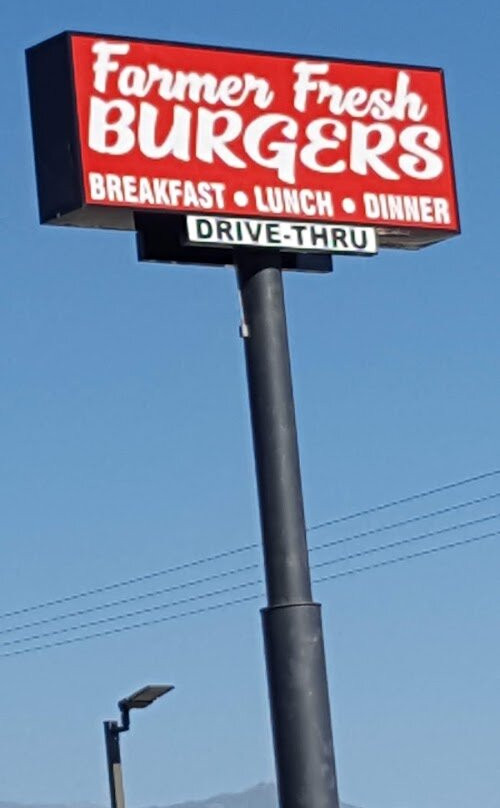 Farmer Fresh
BURGERS
BREAKFAST • LUNCH • DINNER
DRIVE-THRU